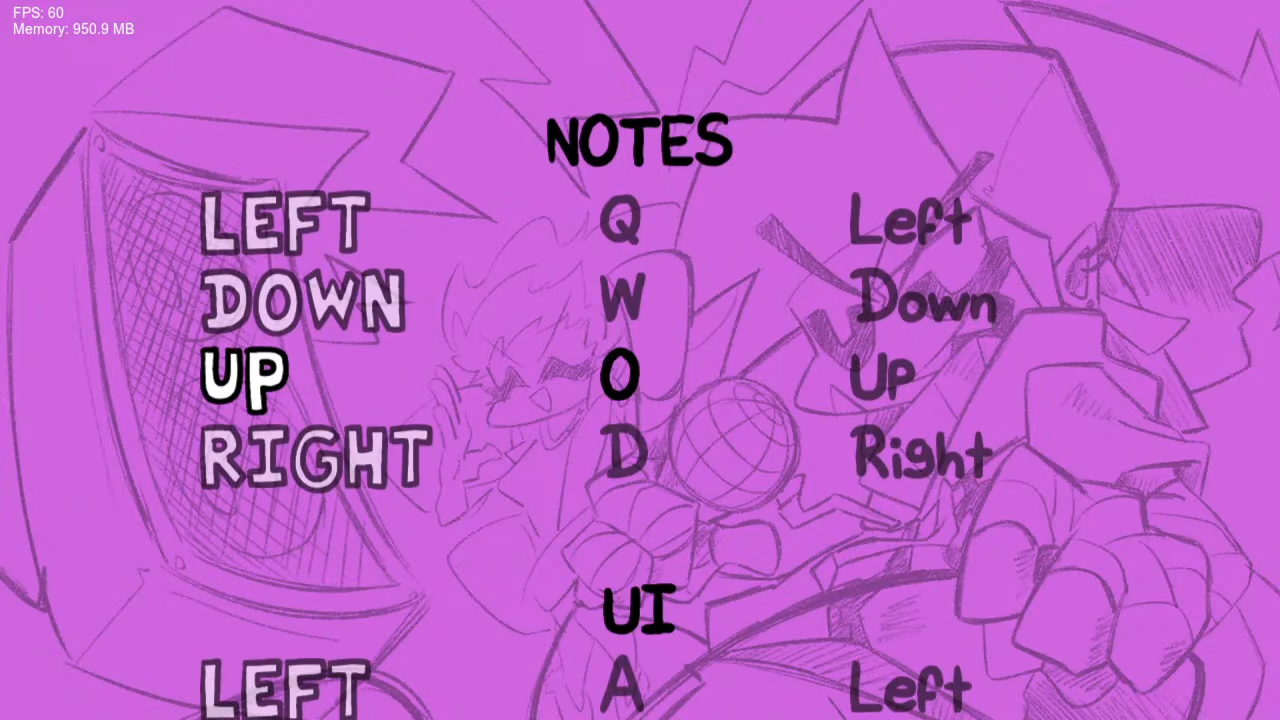 FPS: 60
Memory: 950.9 MB
NOTES
LEFT Q Left
DOWN W Down
UP O Up
RIGHT D Right
UI
LEFT A Left